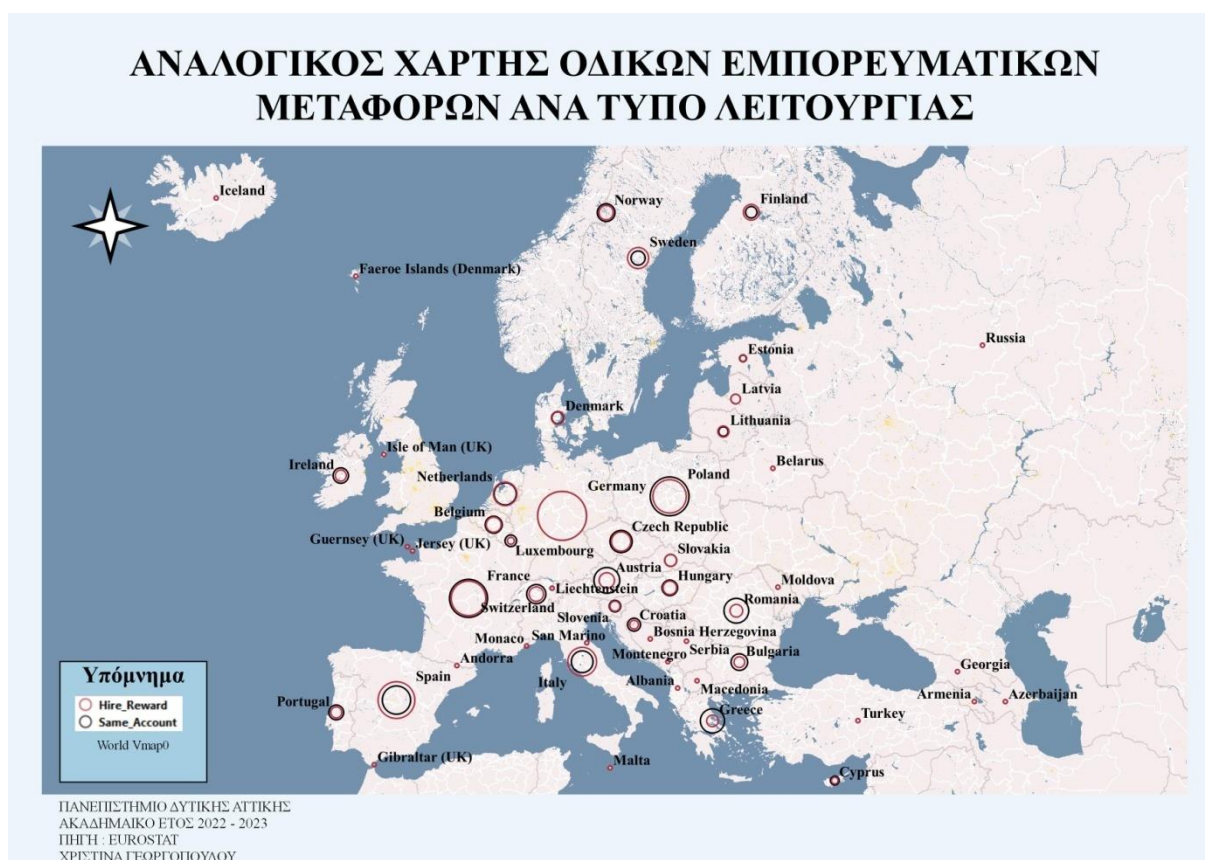 ΑΝΑΛΟΓΙΚΟΣ ΧΑΡΤΗΣ ΟΔΙΚΩΝ ΕΜΠΟΡΕΥΜΑΤΙΚΩΝ
ΜΕΤΑΦΟΡΩΝ ΑΝΑ ΤΥΠΟ ΛΕΙΤΟΥΡΓΙΑΣ
Iceland
Norway
Finland
Sweden
Faeroe Islands (Denmark)
Russia
Estonia
Latvia
Denmark
Lithuania
Isle of Man (UK)
Belarus
Ireland
Netherlands
Germany
Poland
Belgium
Czech Republic
Guernsey (UK)
Jersey (UK)
Luxembourg
Slovakia
Austria
France
Hungary
Moldova
Liechtenstein
Switzerland
Romania
Slovenia
Croatia
Bosnia Herzegovina
Monaco
San Marino
Serbia
Montenegro
Bulgaria
Andorra
Georgia
Spain
Italy
Albania
Macedonia
Armenia
Azerbaijan
Portugal
Greece
Turkey
Gibraltar (UK)
Malta
Cyprus
Υπόμνημα
Hire_Reward
Same_Account
World Vmap0
ΠΑΝΕΠΙΣΤΗΜΙΟ ΔΥΤΙΚΗΣ ΑΤΤΙΚΗΣ
ΑΚΑΔΗΜΑΙΚΟ ΕΤΟΣ 2022 - 2023
ΠΗΓΗ : EUROSTAT
ΧΡΙΣΤΙΝΑ ΓΕΩΡΓΟΠΟΥΛΟΥ